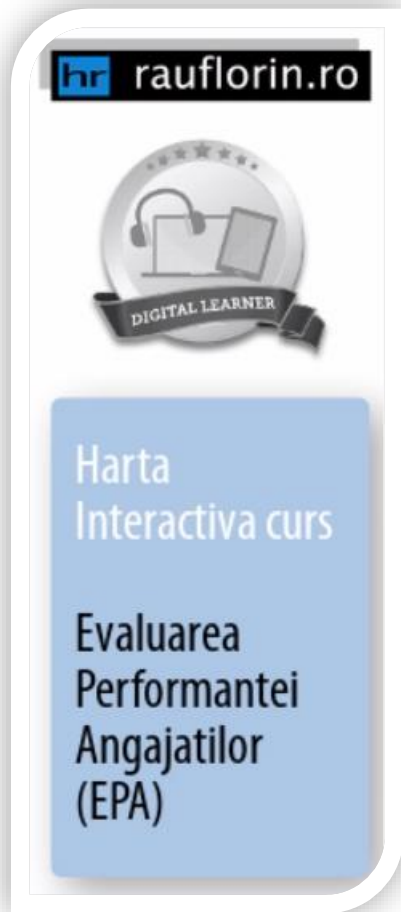 hr rauflorin.ro
DIGITAL LEARNER
Harta
Interactiva curs
Evaluarea
Performantei
Angajatilor
(EPA)